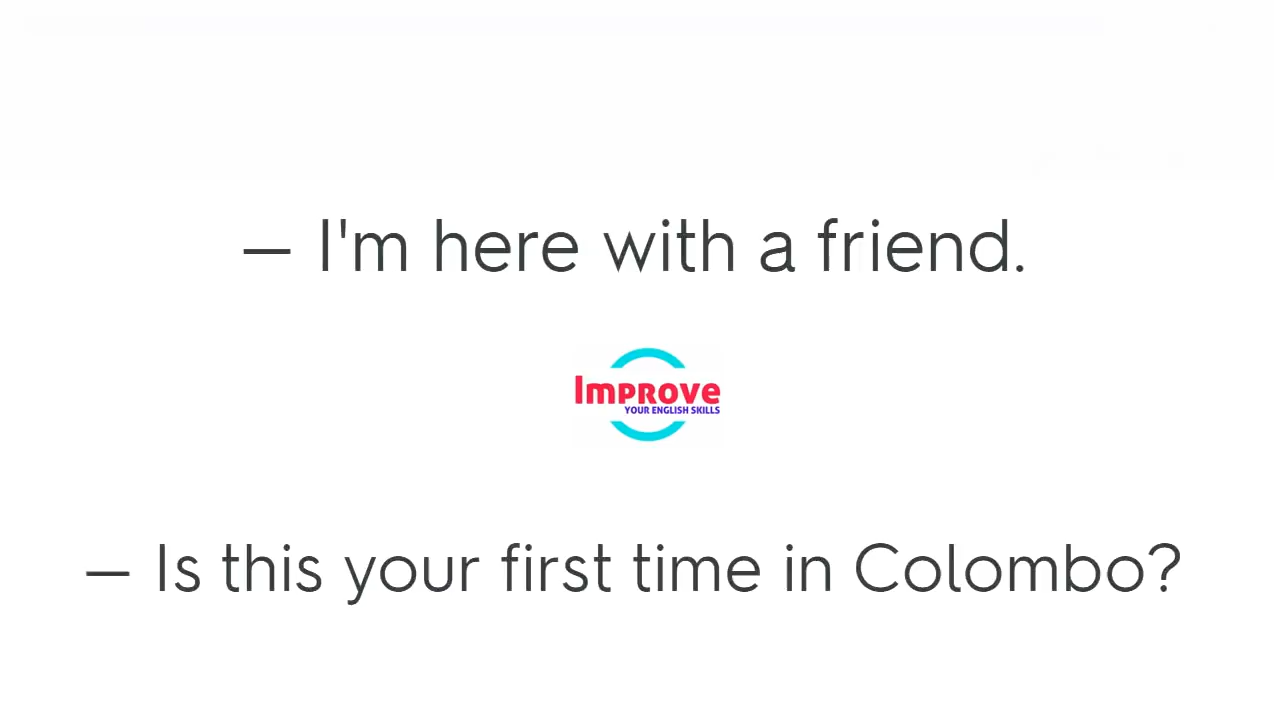 — I'm here with a friend.
Improve
YOUR ENGLISH SKILLS
— Is this your first time in Colombo?